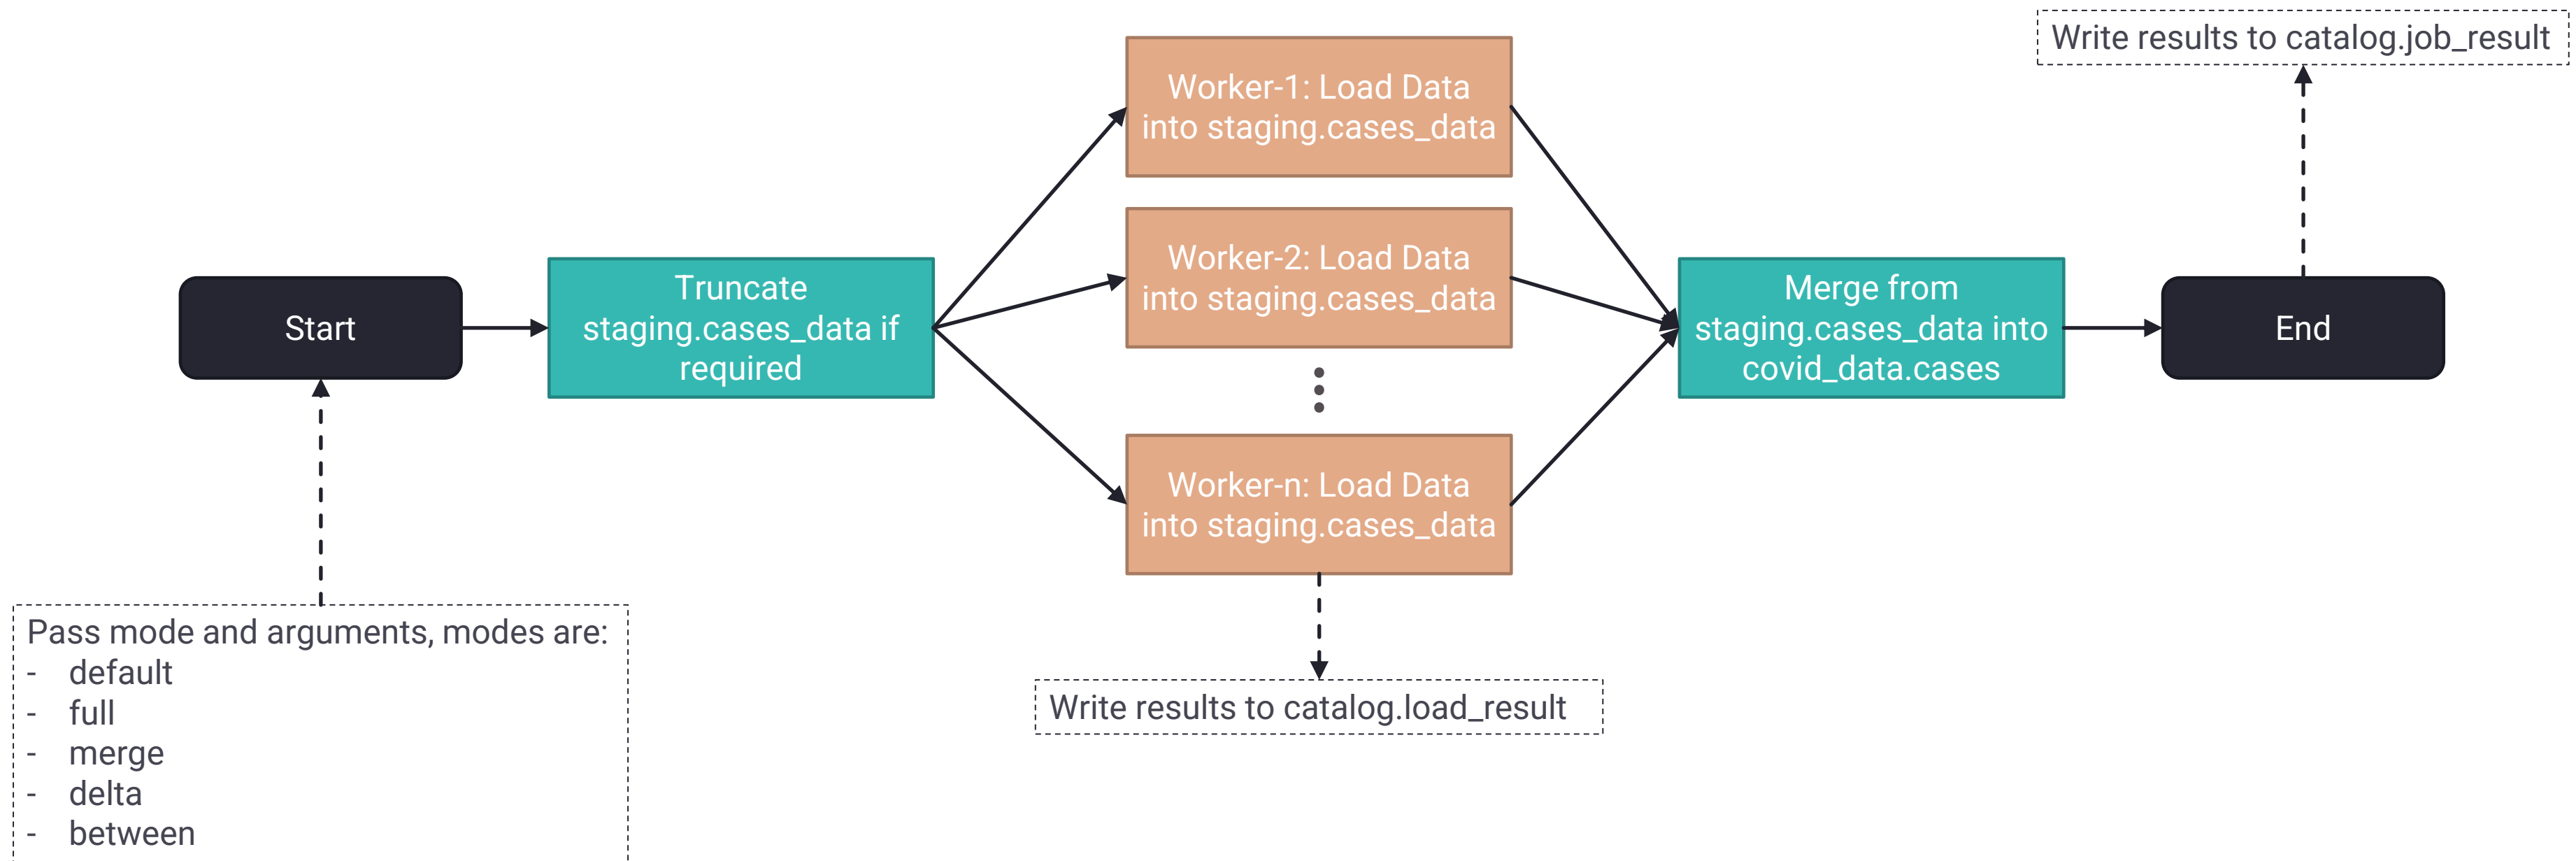 Write results to catalog.job_result
Worker-1: Load Data
into staging.cases_data
Worker-2: Load Data
into staging.cases_data
Start
Truncate
staging.cases_data if
required
Merge from
staging.cases_data into
covid_data.cases
End
Worker-n: Load Data
into staging.cases_data
Pass mode and arguments, modes are:
- default
- full
- merge
- delta
- between
Write results to catalog.load_result